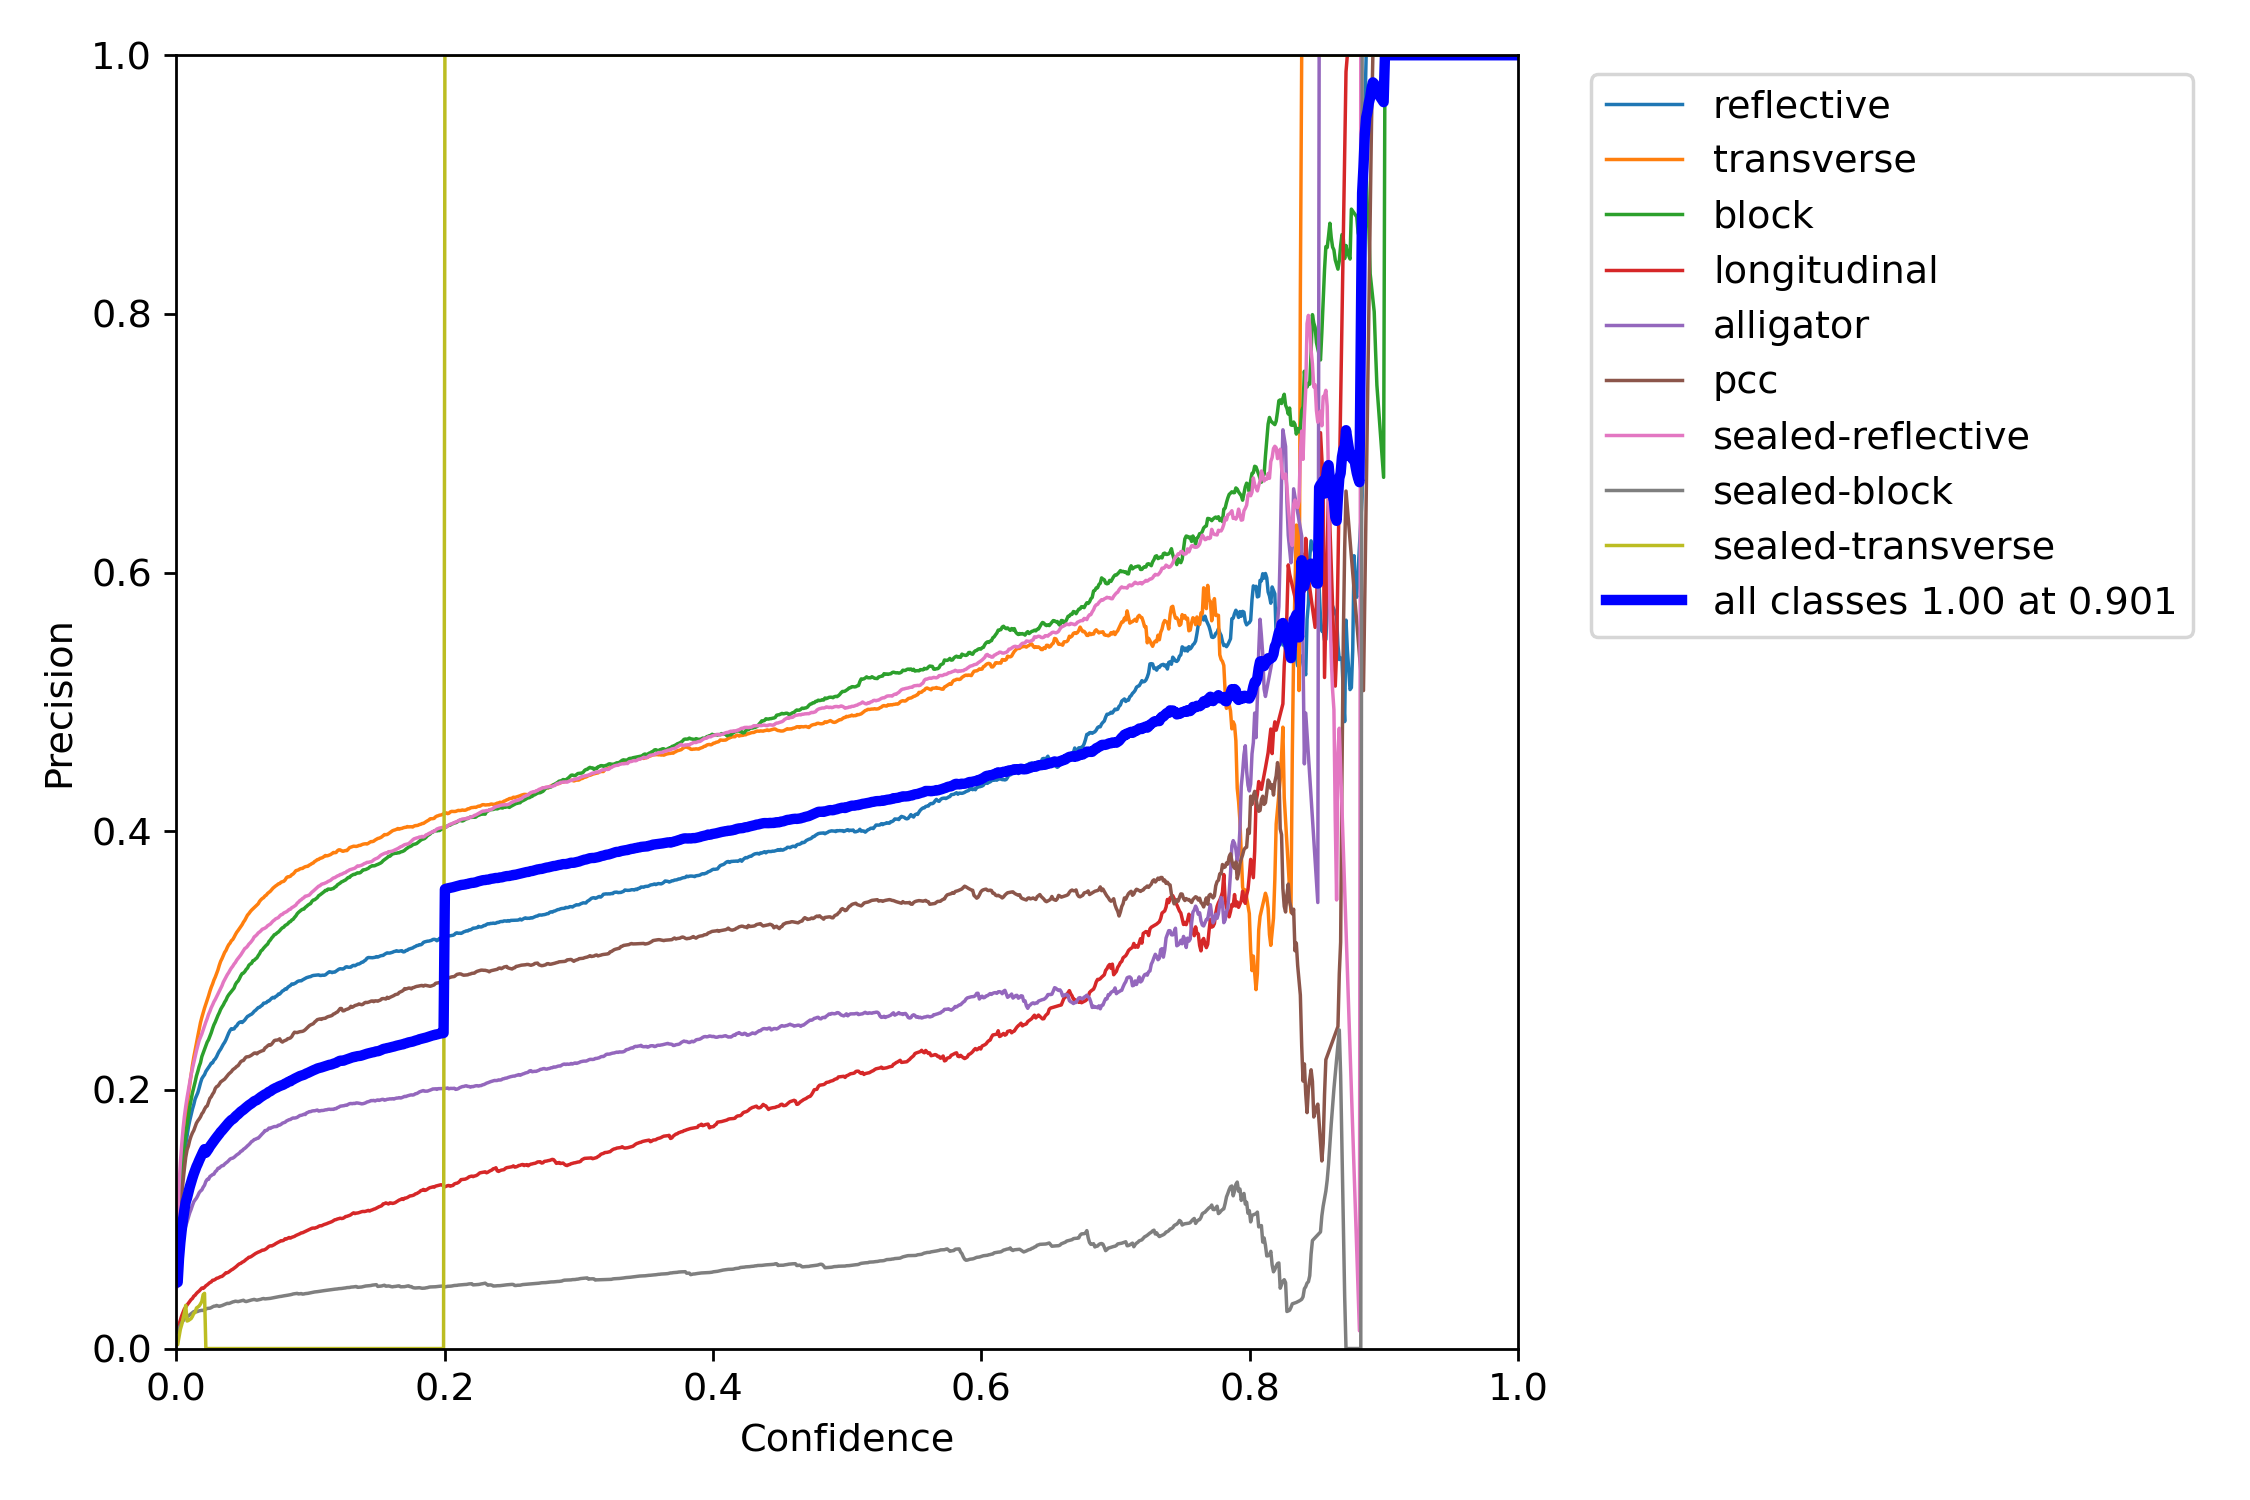 1.0
0.8
0.6
0.4
0.2
0.0
0.0 0.2 0.4 0.6 0.8 1.0
Precision
Confidence
reflective
transverse
block
longitudinal
alligator
pcc
sealed-reflective
sealed-block
sealed-transverse
all classes 1.00 at 0.901